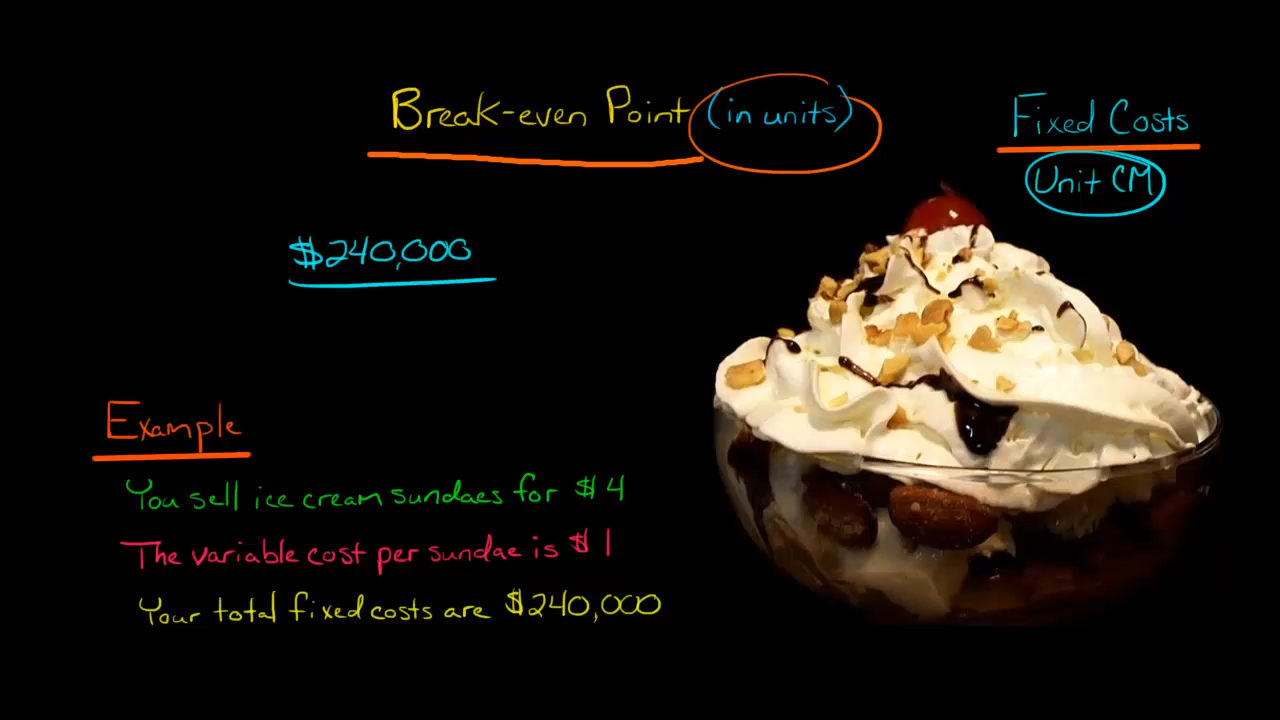 Break-even Point (in units)
Fixed Costs
Unit CM
$240,000
Example
You sell ice cream sundaes for $4
The variable cost per sundae is $1
Your total fixed costs are $240,000